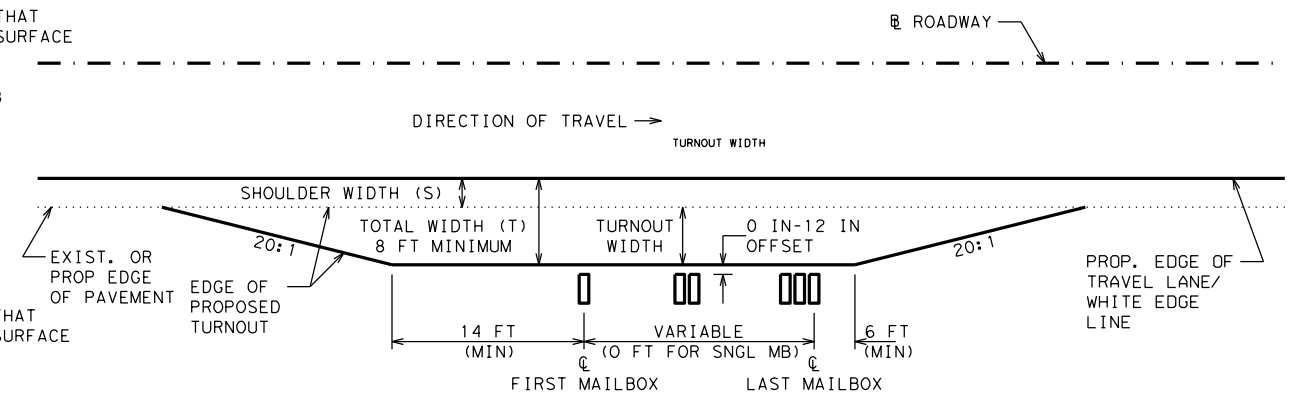 THAT
SURFACE
B
℄ ROADWAY
DIRECTION OF TRAVEL
TURNOUT WIDTH
SHOULDER WIDTH (S)
TOTAL WIDTH (T)
8 FT MINIMUM
TURNOUT
WIDTH
0 IN-12 IN
OFFSET
20:1
20:1
EXIST. OR
PROP EDGE
OF PAVEMENT
EDGE OF
PROPOSED
TURNOUT
PROP. EDGE OF
TRAVEL LANE/
WHITE EDGE
LINE
THAT
SURFACE
14 FT
(MIN)
VARIABLE
(0 FT FOR SNGL MB)
6 FT
(MIN)
℄
FIRST MAILBOX
℄
LAST MAILBOX